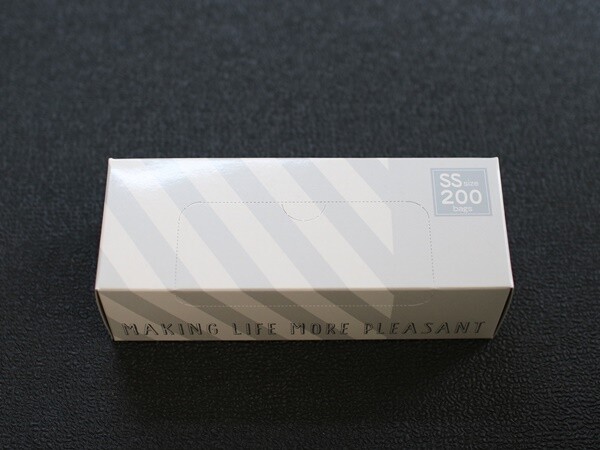 SS size
200
bags
MAKING LIFE MORE PLEASANT